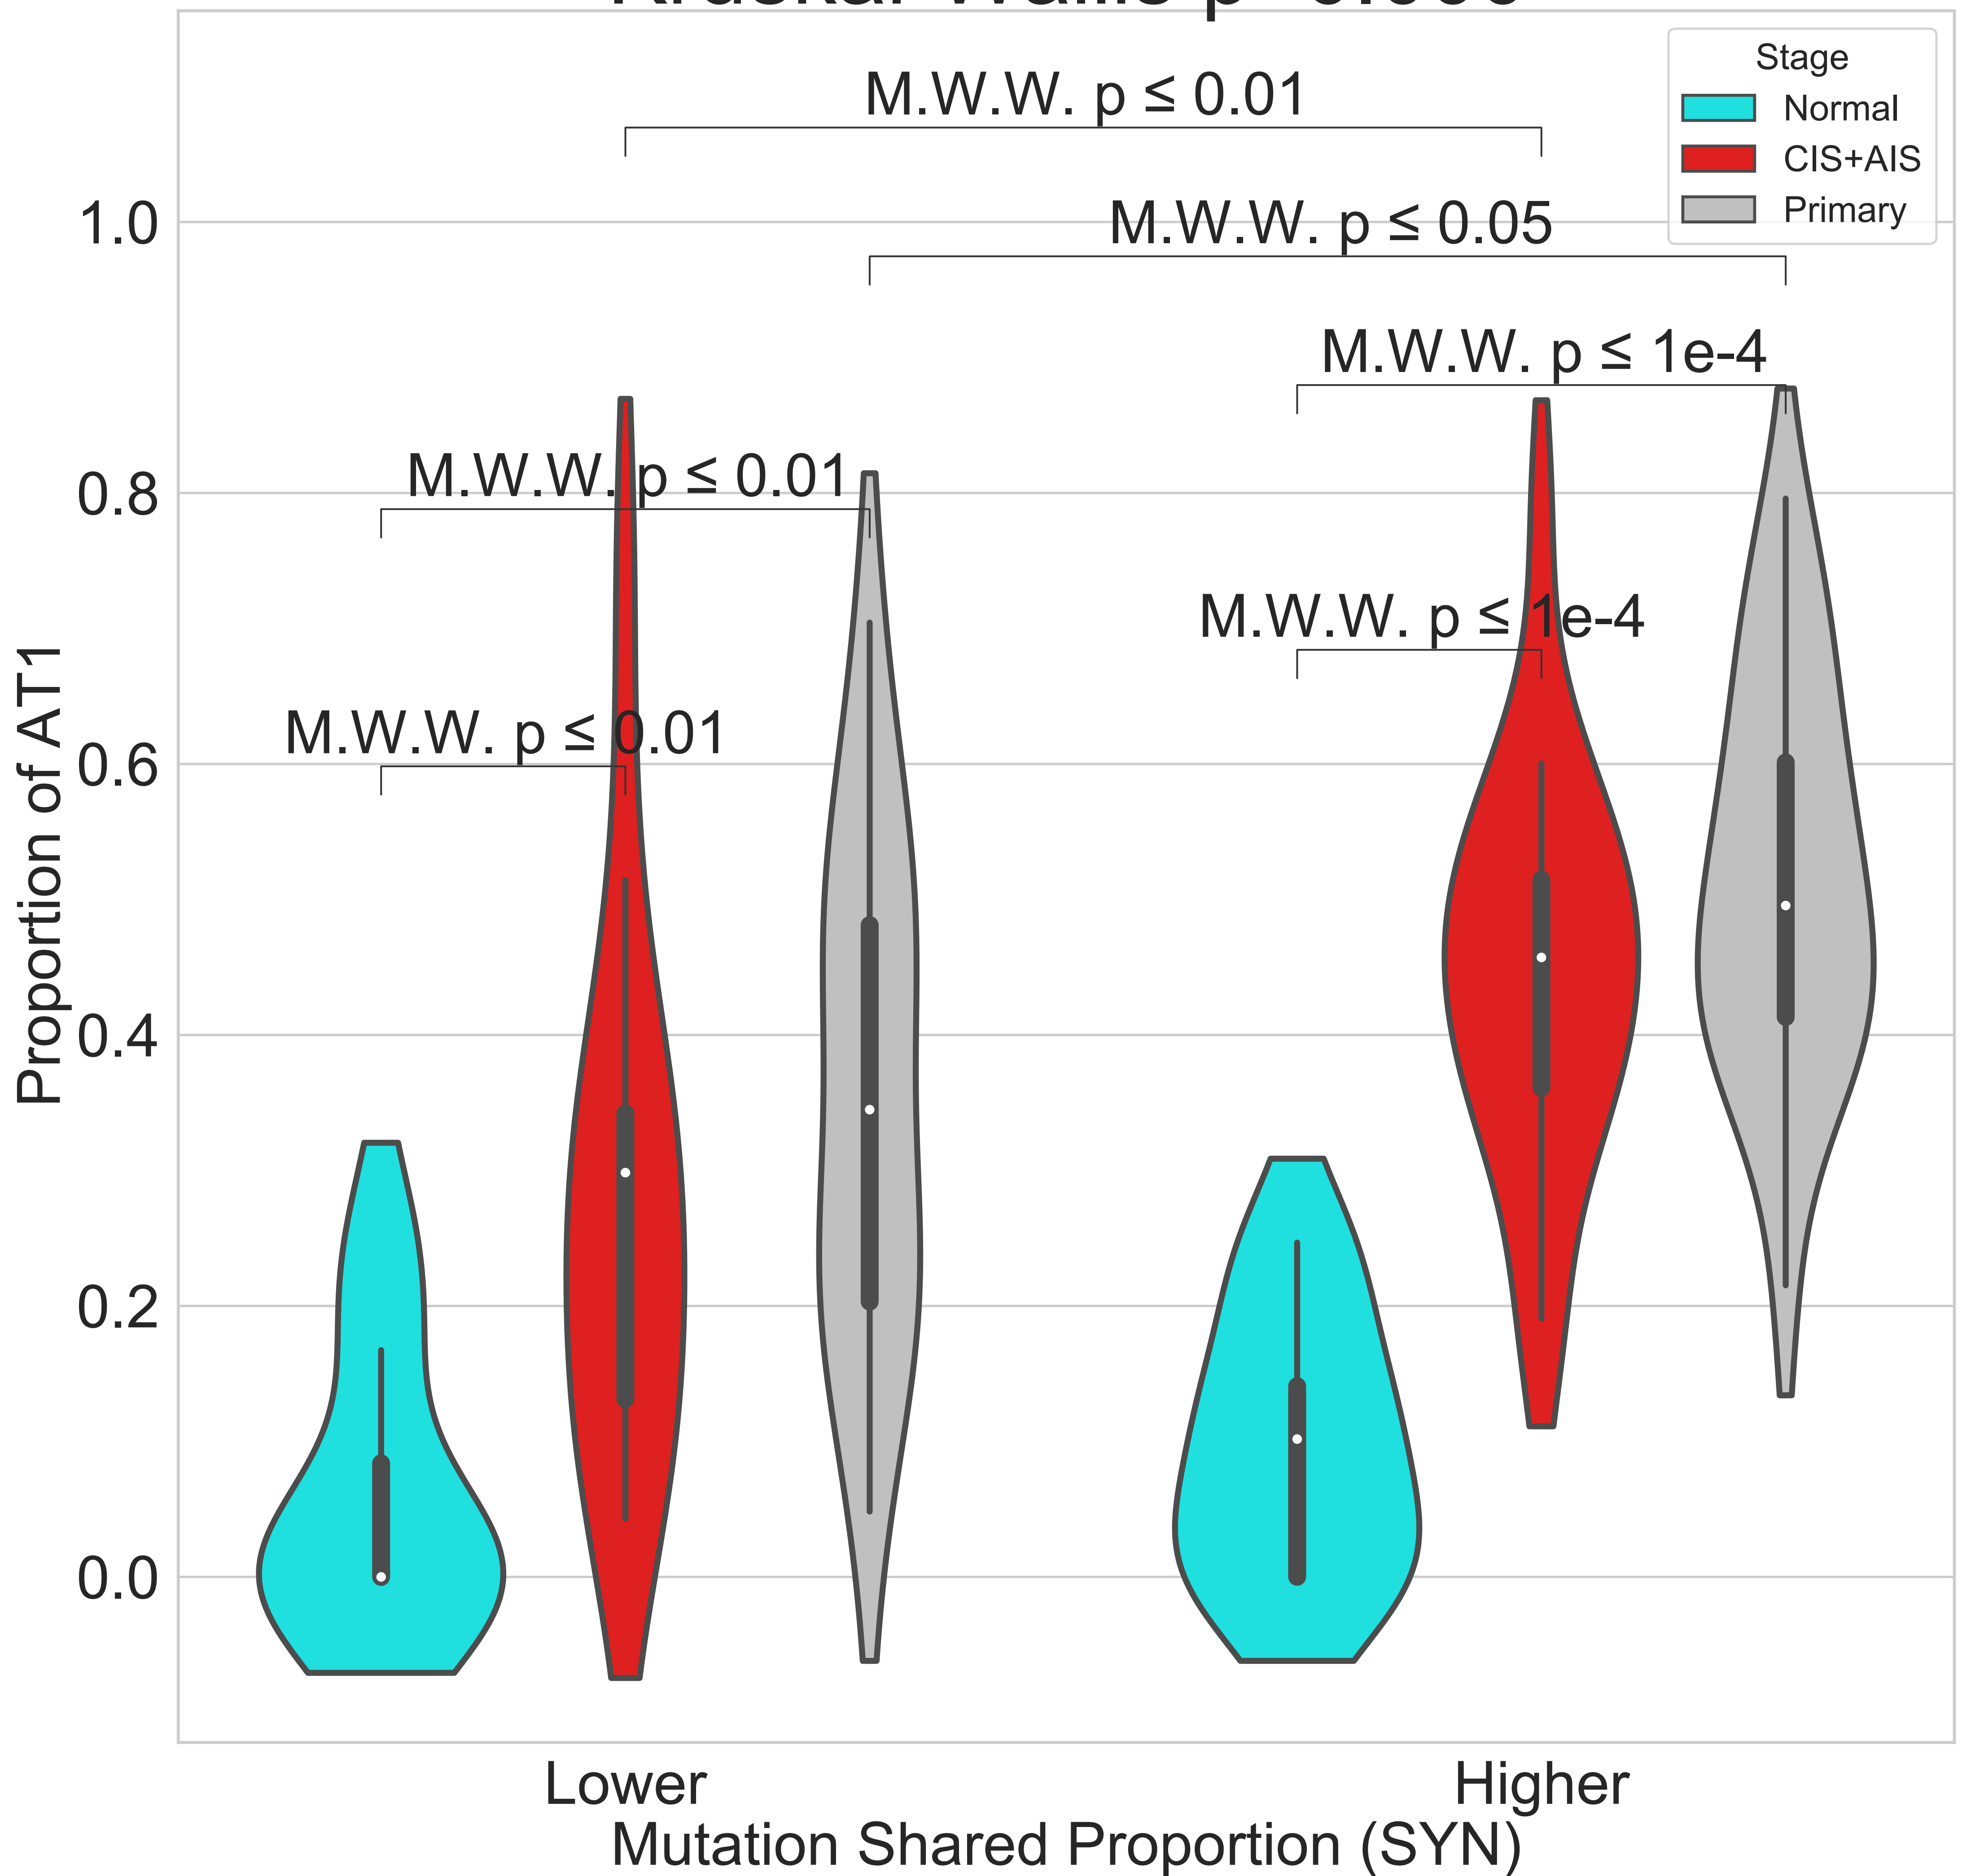 M.W.W. p ≤ 0.01
Stage
Normal
CIS+AIS
Primary
1.0
M.W.W. p ≤ 0.05
M.W.W. p ≤ 1e-4
M.W.W. p ≤ 0.01
0.8
M.W.W. p ≤ 1e-4
M.W.W. p ≤ 0.01
0.6
Proportion of AT1
0.4
0.2
0.0
Lower
Higher
Mutation Shared Proportion (SYN)